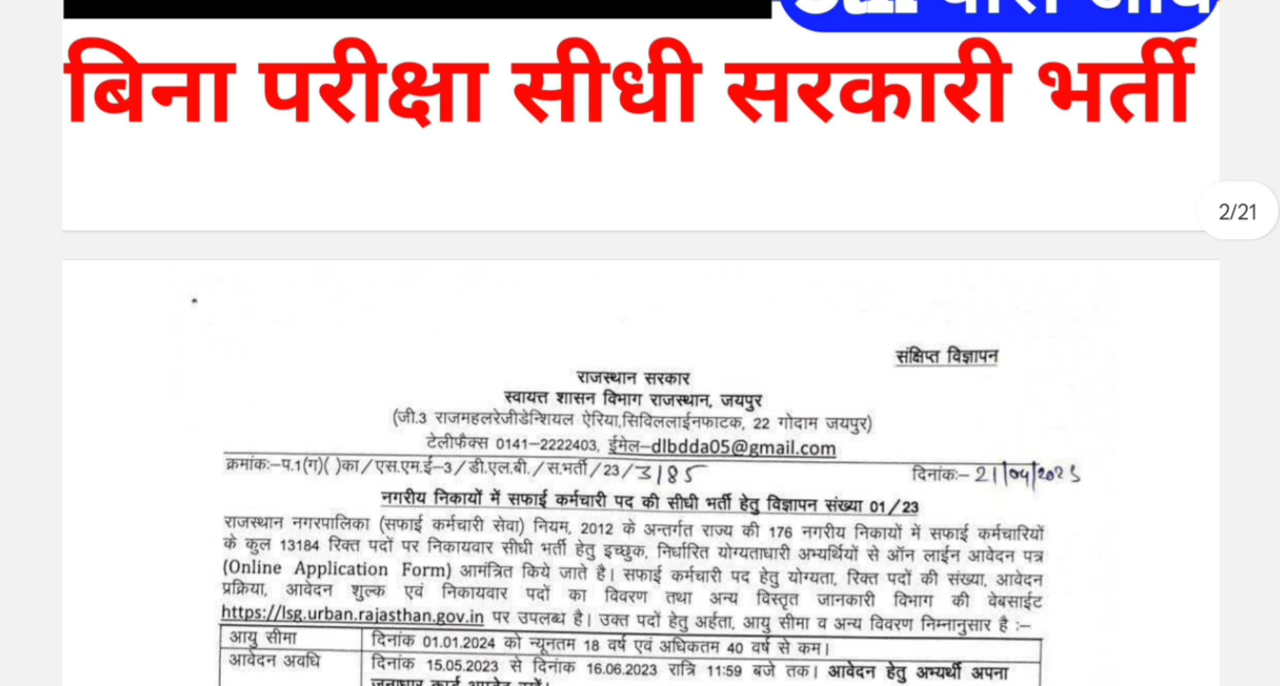 बिना परीक्षा सीधी सरकारी भर्ती
2/21
संक्षिप्त विज्ञापन
राजस्थान सरकार
स्वायत्त शासन विभाग राजस्थान, जयपुर
(जी.3 राजमहलरेजीडेन्शियल ऐरिया,सिविललाईनफाटक, 22 गोदाम जयपुर)
टेलीफैक्स 0141–2222403, ईमेल–dlbdda05@gmail.com
क्रमांकः–प.1(ग)( )का/एस.एम.ई–3/डी.एल.बी./स.भर्ती/23/3185 दिनांकः– 21/04/2023
नगरीय निकायों में सफाई कर्मचारी पद की सीधी भर्ती हेतु विज्ञापन संख्या 01/23
राजस्थान नगरपालिका (सफाई कर्मचारी सेवा) नियम, 2012 के अन्तर्गत राज्य की 176 नगरीय निकायों में सफाई कर्मचारियों
के कुल 13184 रिक्त पदों पर निकायवार सीधी भर्ती हेतु इच्छुक, निर्धारित योग्यताधारी अभ्यर्थियों से ऑन लाईन आवेदन पत्र
(Online Application Form) आमंत्रित किये जाते है। सफाई कर्मचारी पद हेतु योग्यता, रिक्त पदों की संख्या, आवेदन
प्रक्रिया, आवेदन शुल्क एवं निकायवार पदों का विवरण तथा अन्य विस्तृत जानकारी विभाग की वेबसाईट
https://lsg.urban.rajasthan.gov.in पर उपलब्ध है। उक्त पदों हेतु अर्हता, आयु सीमा व अन्य विवरण निम्नानुसार है :–
आयु सीमा दिनांक 01.01.2024 को न्यूनतम 18 वर्ष एवं अधिकतम 40 वर्ष से कम।
आवेदन अवधि दिनांक 15.05.2023 से दिनांक 16.06.2023 रात्रि 11:59 बजे तक। आवेदन हेतु अभ्यर्थी अपना